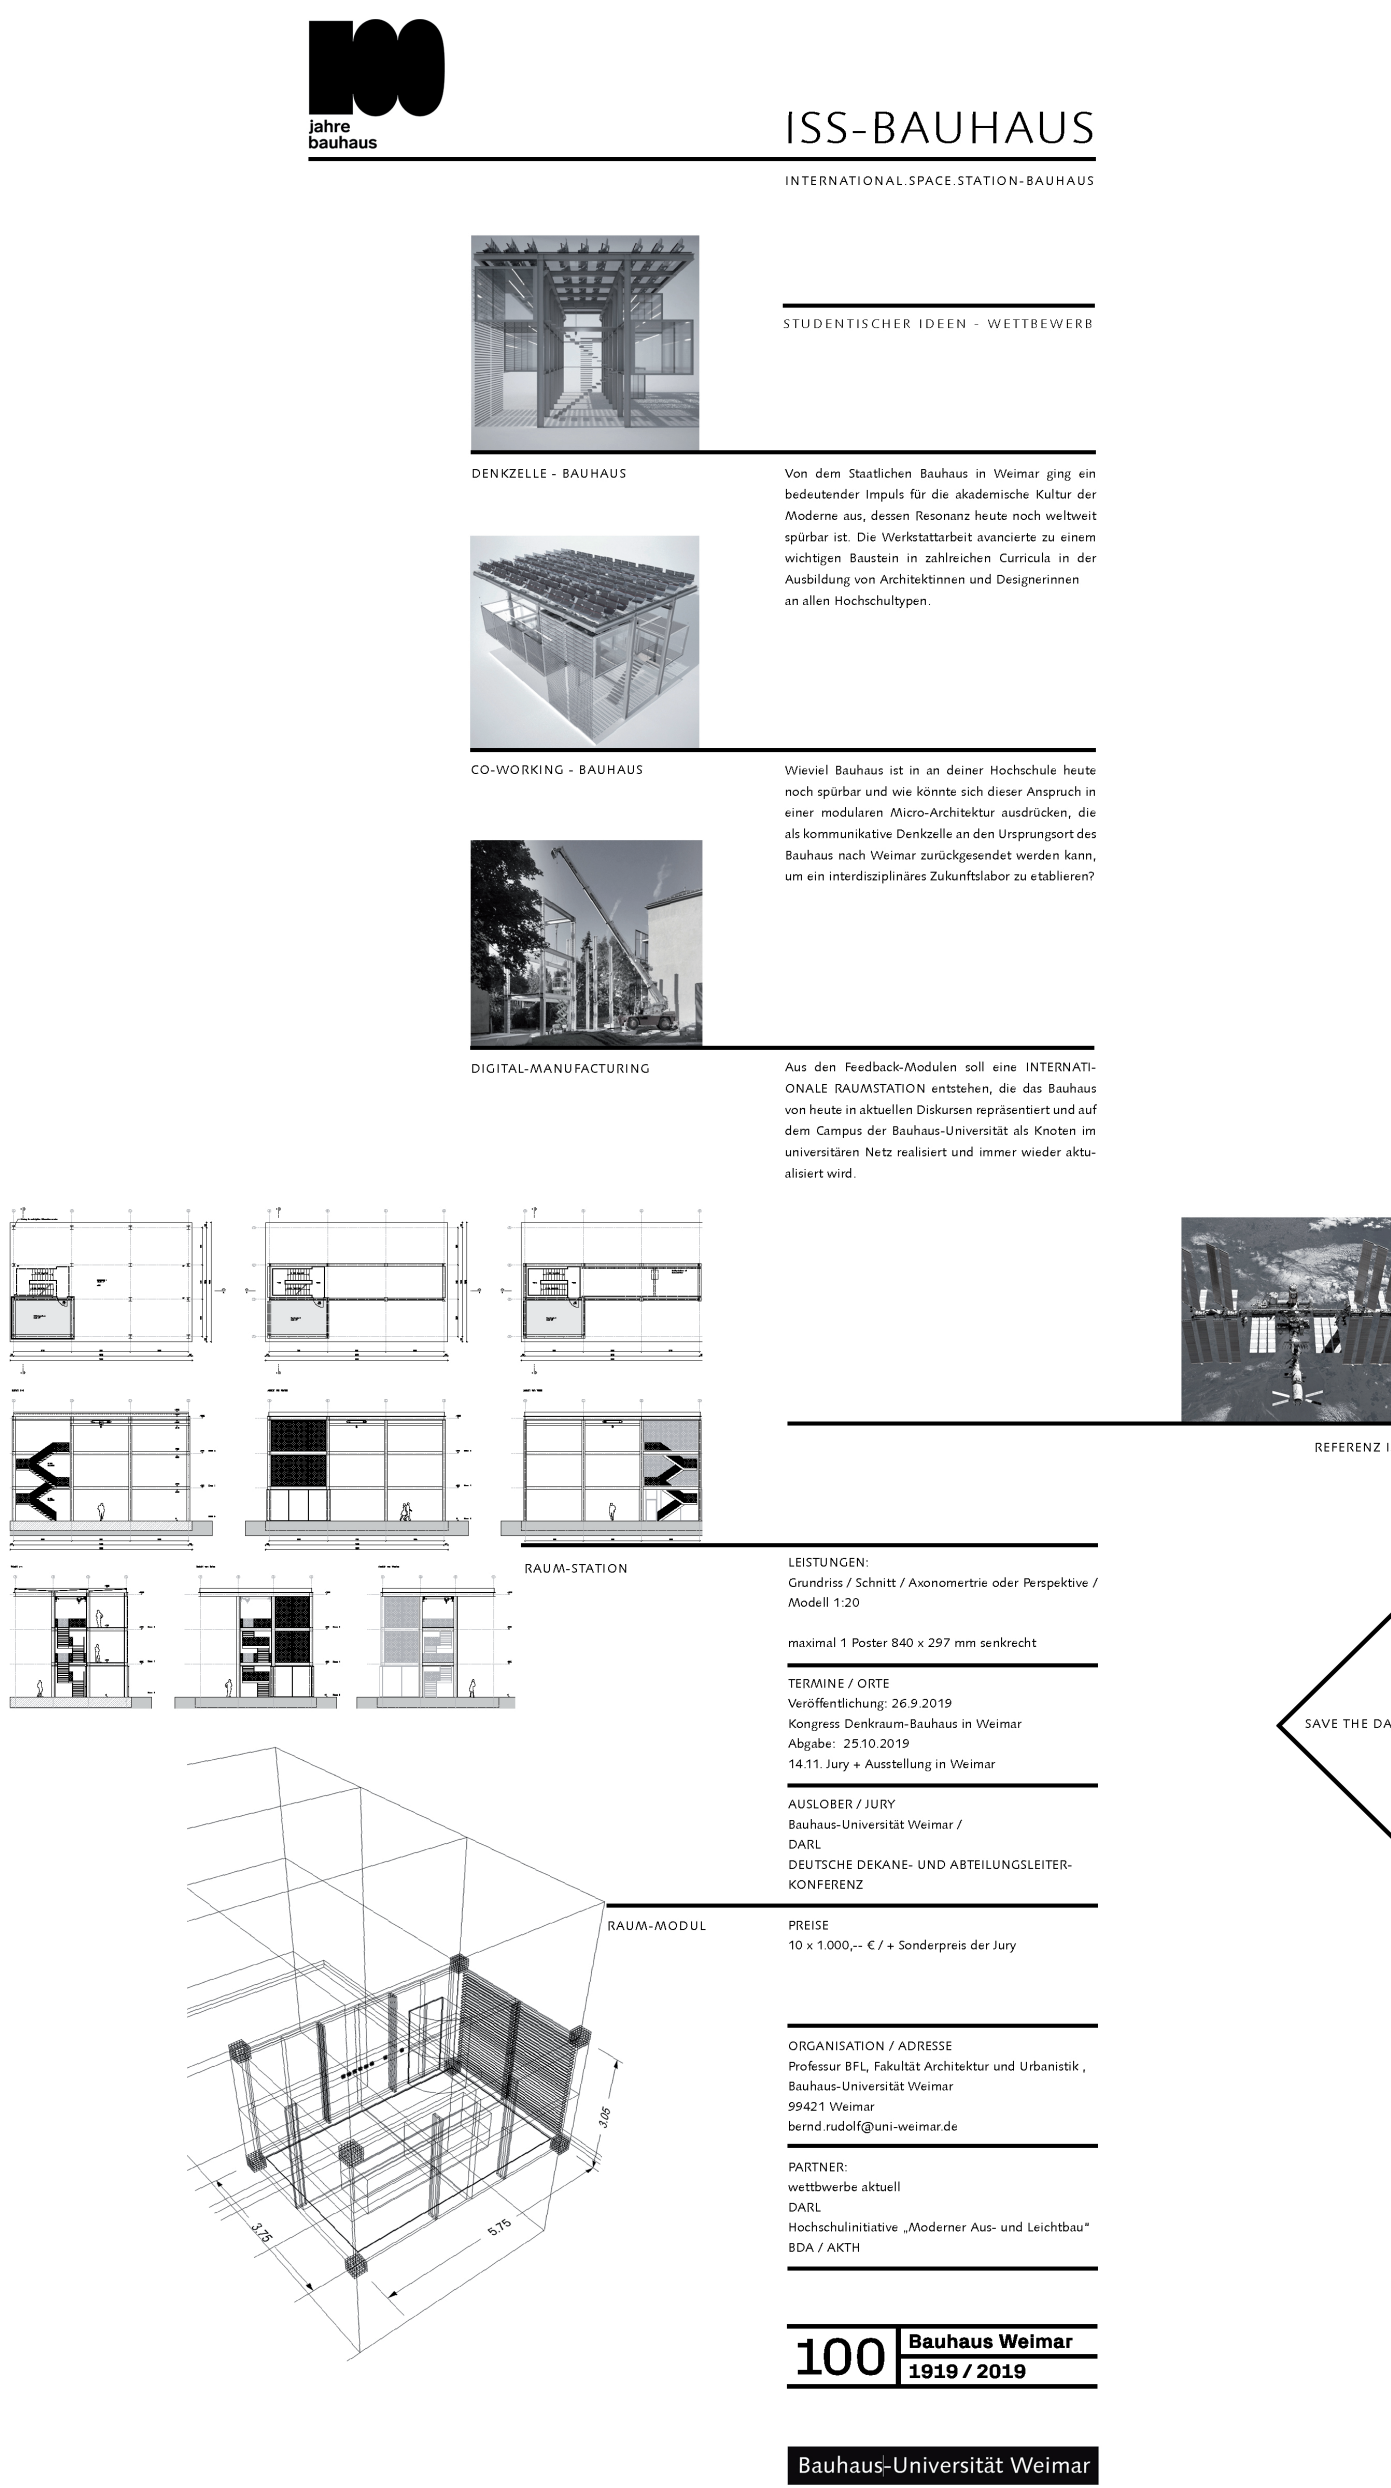 jahre
bauhaus
ISS-BAUHAUS
INTERNATIONAL.SPACE.STATION-BAUHAUS
STUDENTISCHER IDEEN - WETTBEWERB
DENKZELLE - BAUHAUS
Von dem Staatlichen Bauhaus in Weimar ging ein
bedeutender Impuls für die akademische Kultur der
Moderne aus, dessen Resonanz heute noch weltweit
spürbar ist. Die Werkstattarbeit avancierte zu einem
wichtigen Baustein in zahlreichen Curricula in der
Ausbildung von Architektinnen und Designerinnen
an allen Hochschultypen.
CO-WORKING - BAUHAUS
Wieviel Bauhaus ist in an deiner Hochschule heute
noch spürbar und wie könnte sich dieser Anspruch in
einer modularen Micro-Architektur ausdrücken, die
als kommunikative Denkzelle an den Ursprungsort des
Bauhaus nach Weimar zurückgesendet werden kann,
um ein interdisziplinäres Zukunftslabor zu etablieren?
DIGITAL-MANUFACTURING
Aus den Feedback-Modulen soll eine INTERNATI-
ONALE RAUMSTATION entstehen, die das Bauhaus
von heute in aktuellen Diskursen repräsentiert und auf
dem Campus der Bauhaus-Universität als Knoten im
universitären Netz realisiert und immer wieder aktu-
alisiert wird.
REFERENZ I
RAUM-STATION
LEISTUNGEN:
Grundriss / Schnitt / Axonomertrie oder Perspektive /
Modell 1:20
maximal 1 Poster 840 x 297 mm senkrecht
TERMINE / ORTE
Veröffentlichung: 26.9.2019
Kongress Denkraum-Bauhaus in Weimar
Abgabe: 25.10.2019
14.11. Jury + Ausstellung in Weimar
SAVE THE DA
AUSLOBER / JURY
Bauhaus-Universität Weimar /
DARL
DEUTSCHE DEKANE- UND ABTEILUNGSLEITER-
KONFERENZ
RAUM-MODUL
PREISE
10 x 1.000,-- € / + Sonderpreis der Jury
ORGANISATION / ADRESSE
Professur BFL, Fakultät Architektur und Urbanistik ,
Bauhaus-Universität Weimar
99421 Weimar
bernd.rudolf@uni-weimar.de
3.05
3.75
5.75
PARTNER:
wettbwerbe aktuell
DARL
Hochschulinitiative „Moderner Aus- und Leichtbau“
BDA / AKTH
100
Bauhaus Weimar
1919 / 2019
Bauhaus-Universität Weimar